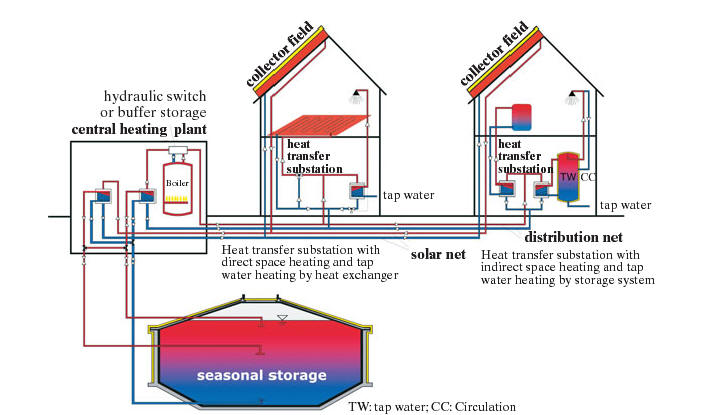 collector field
collector field
hydraulic switch
or buffer storage
central heating plant
Boiler
heat
transfer
substation
tap water
heat
transfer
substation
TW
CC
tap water
distribution net
solar net
Heat transfer substation with
direct space heating and tap
water heating by heat exchanger
Heat transfer substation with
indirect space heating and tap
water heating by storage system
seasonal storage
TW: tap water; CC: Circulation